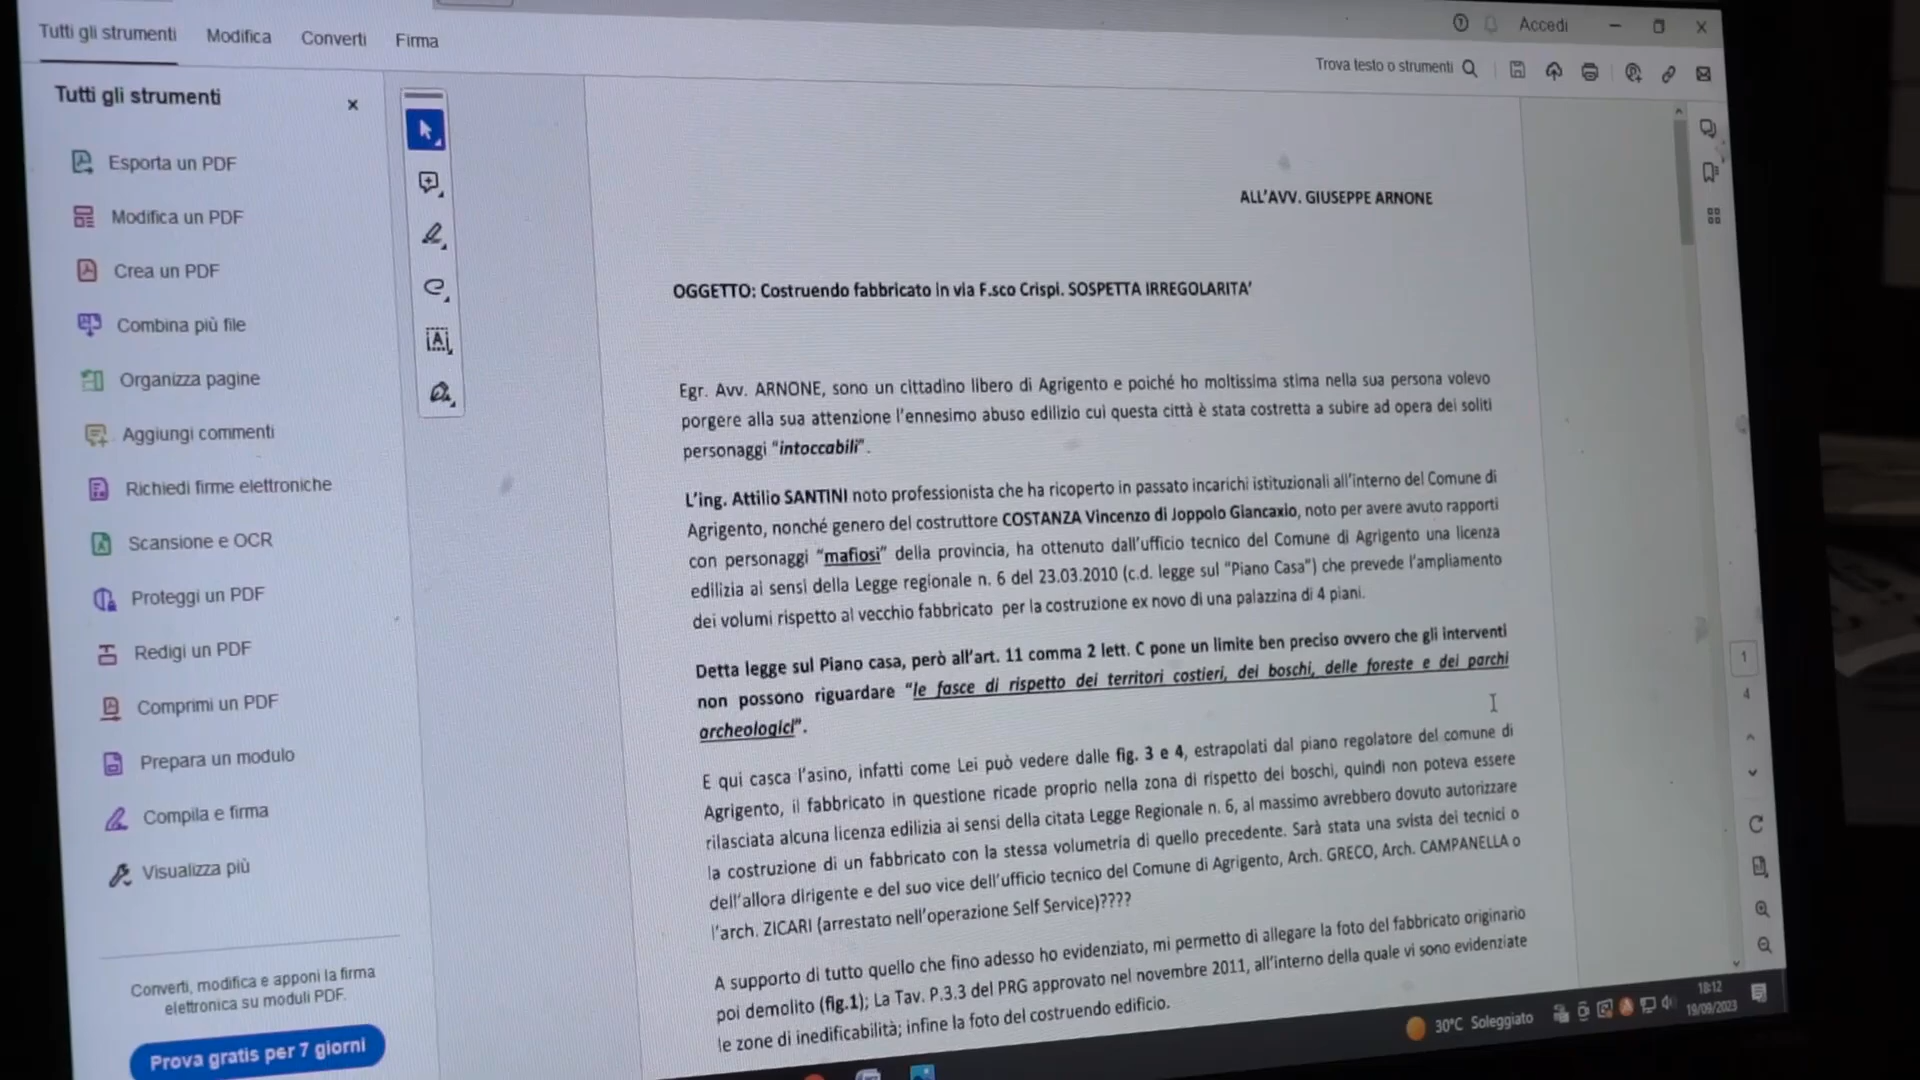 Tutti gli strumenti Modifica Converti Firma
Accedi
Trova testo o strumenti
Tutti gli strumenti
Esporta un PDF
Modifica un PDF
Crea un PDF
Combina più file
Organizza pagine
Aggiungi commenti
Richiedi firme elettroniche
Scansione e OCR
Proteggi un PDF
Redigi un PDF
Comprimi un PDF
Prepara un modulo
Compila e firma
Visualizza più
Converti, modifica e apponi la firma
elettronica su moduli PDF.
Prova gratis per 7 giorni
ALL'AVV. GIUSEPPE ARNONE
OGGETTO: Costruendo fabbricato in via F.sco Crispi. SOSPETTA IRREGOLARITA'
Egr. Avv. ARNONE, sono un cittadino libero di Agrigento e poiché ho moltissima stima nella sua persona volevo
porgere alla sua attenzione l'ennesimo abuso edilizio cui questa città è stata costretta a subire ad opera dei soliti
personaggi "intoccabili".
L'ing. Attilio SANTINI noto professionista che ha ricoperto in passato incarichi istituzionali all'interno del Comune di
Agrigento, nonché genero del costruttore COSTANZA Vincenzo di Joppolo Giancaxio, noto per avere avuto rapporti
con personaggi "mafiosi" della provincia, ha ottenuto dall'ufficio tecnico del Comune di Agrigento una licenza
edilizia ai sensi della Legge regionale n. 6 del 23.03.2010 (c.d. legge sul "Piano Casa") che prevede l'ampliamento
dei volumi rispetto al vecchio fabbricato per la costruzione ex novo di una palazzina di 4 piani.
Detta legge sul Piano casa, però all'art. 11 comma 2 lett. C pone un limite ben preciso ovvero che gli interventi
non possono riguardare "le fasce di rispetto dei territori costieri, dei boschi, delle foreste e dei parchi
archeologici".
E qui casca l'asino, infatti come Lei può vedere dalle fig. 3 e 4, estrapolati dal piano regolatore del comune di
Agrigento, il fabbricato in questione ricade proprio nella zona di rispetto dei boschi, quindi non poteva essere
rilasciata alcuna licenza edilizia ai sensi della citata Legge Regionale n. 6, al massimo avrebbero dovuto autorizzare
la costruzione di un fabbricato con la stessa volumetria di quello precedente. Sarà stata una svista dei tecnici o
dell'allora dirigente e del suo vice dell'ufficio tecnico del Comune di Agrigento, Arch. GRECO, Arch. CAMPANELLA o
l'arch. ZICARI (arrestato nell'operazione Self Service)????
A supporto di tutto quello che fino adesso ho evidenziato, mi permetto di allegare la foto del fabbricato originario
poi demolito (fig.1); La Tav. P.3.3 del PRG approvato nel novembre 2011, all'interno della quale vi sono evidenziate
le zone di inedificabilità; infine la foto del costruendo edificio.
1
4
30°C Soleggiato
18:12
19/09/2023